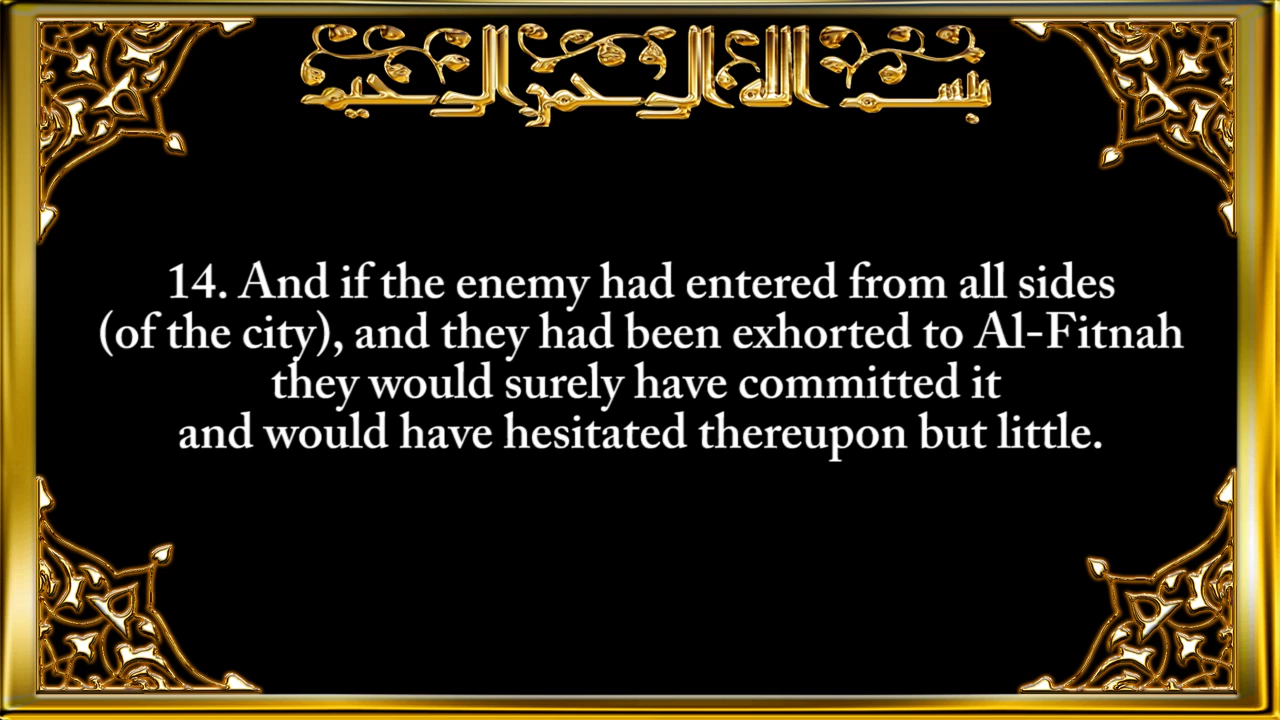 بسم الله الرحمن الرحيم
14. And if the enemy had entered from all sides
(of the city), and they had been exhorted to Al-Fitnah
they would surely have committed it
and would have hesitated thereupon but little.